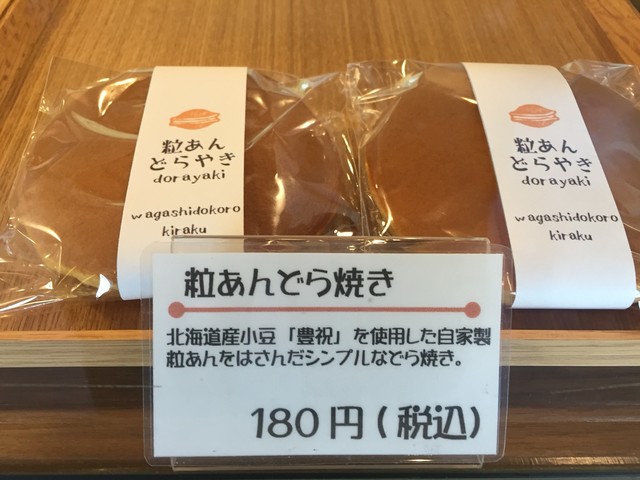 粒あん
どらやき
dorayaki
wagashidokoro
kiraku
粒あん
どらやき
dorayaki
wagashidokoro
kiraku
粒あんどら焼き
北海道産小豆「豊祝」を使用した自家製
粒あんをはさんだシンプルなどら焼き。
180円(税込)